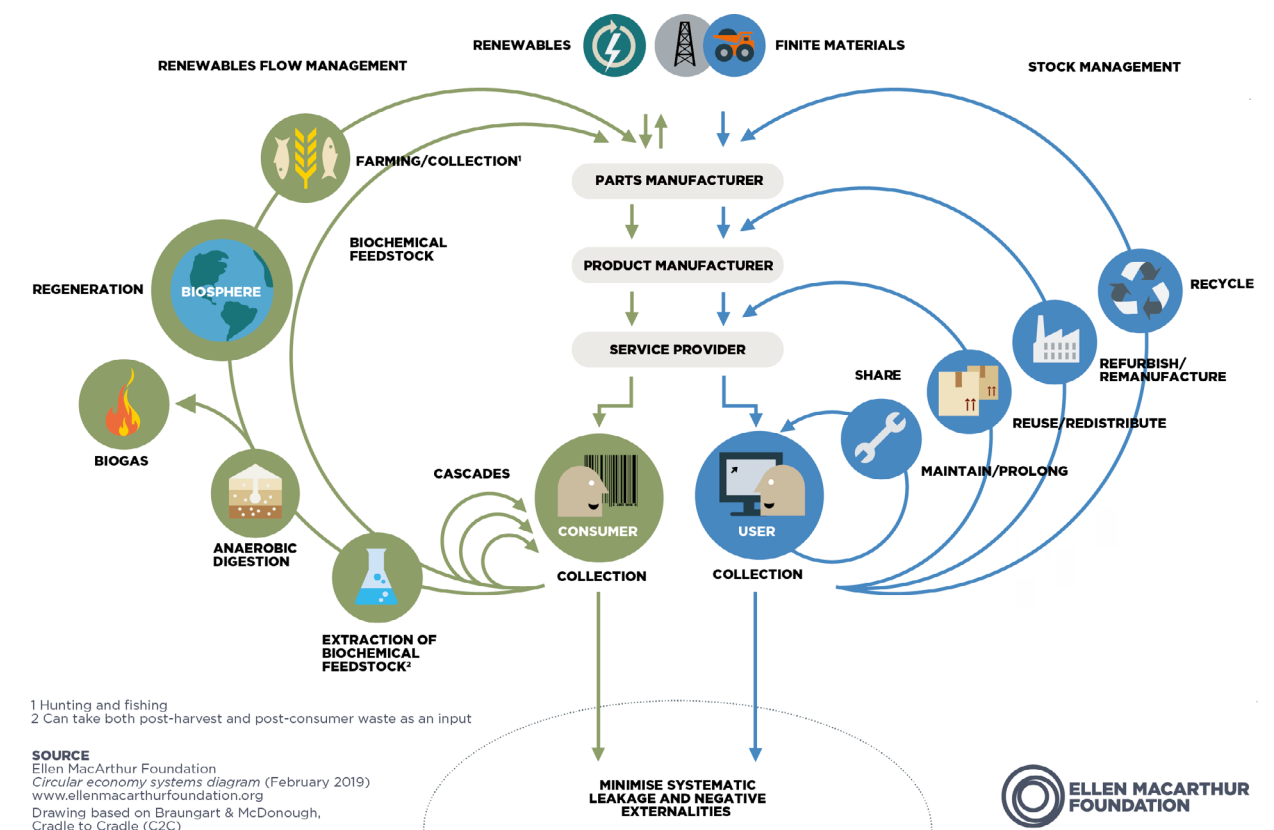 RENEWABLES
FINITE MATERIALS
RENEWABLES FLOW MANAGEMENT
STOCK MANAGEMENT
FARMING/COLLECTION¹
PARTS MANUFACTURER
BIOCHEMICAL
FEEDSTOCK
PRODUCT MANUFACTURER
REGENERATION
BIOSPHERE
RECYCLE
SERVICE PROVIDER
SHARE
REFURBISH/
REMANUFACTURE
REUSE/REDISTRIBUTE
BIOGAS
CASCADES
MAINTAIN/PROLONG
CONSUMER
USER
ANAEROBIC
DIGESTION
COLLECTION
COLLECTION
EXTRACTION OF
BIOCHEMICAL
FEEDSTOCK²
1 Hunting and fishing
2 Can take both post-harvest and post-consumer waste as an input
SOURCE
Ellen MacArthur Foundation
Circular economy systems diagram (February 2019)
www.ellenmacarthurfoundation.org
Drawing based on Braungart & McDonough,
Cradle to Cradle (C2C)
MINIMISE SYSTEMATIC
LEAKAGE AND NEGATIVE
EXTERNALITIES
ELLEN MACARTHUR
FOUNDATION